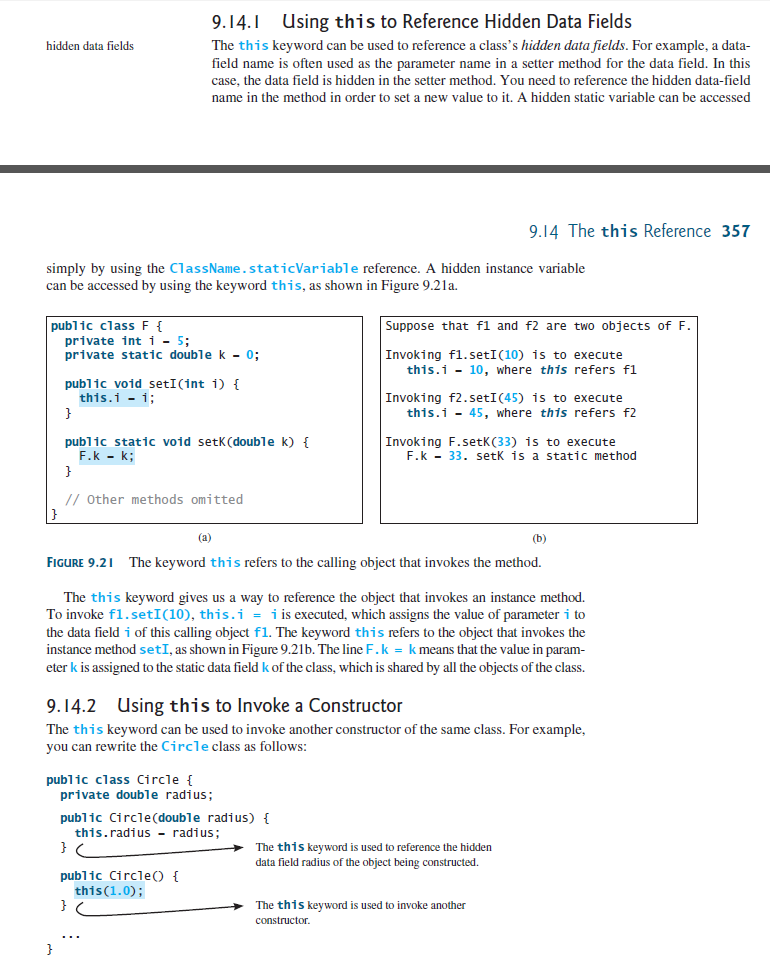 9.14.1 Using this to Reference Hidden Data Fields
hidden data fields
The this keyword can be used to reference a class's hidden data fields. For example, a data-
field name is often used as the parameter name in a setter method for the data field. In this
case, the data field is hidden in the setter method. You need to reference the hidden data-field
name in the method in order to set a new value to it. A hidden static variable can be accessed
9.14 The this Reference 357
simply by using the ClassName.staticVariable reference. A hidden instance variable
can be accessed by using the keyword this, as shown in Figure 9.21a.
public class F {
private int i = 5;
private static double k = 0;
public void setI(int i) {
this.i = i;
}
public static void setK(double k) {
F.k = k;
}
// Other methods omitted
}
(a)
Suppose that f1 and f2 are two objects of F.
Invoking f1.setI(10) is to execute
this.i = 10, where this refers f1
Invoking f2.setI(45) is to execute
this.i = 45, where this refers f2
Invoking F.setK(33) is to execute
F.k = 33. setK is a static method
(b)
FIGURE 9.21 The keyword this refers to the calling object that invokes the method.
The this keyword gives us a way to reference the object that invokes an instance method.
To invoke f1.setI(10), this.i = i is executed, which assigns the value of parameter i to
the data field i of this calling object f1. The keyword this refers to the object that invokes the
instance method setI, as shown in Figure 9.21b. The line F.k = k means that the value in param-
eter k is assigned to the static data field k of the class, which is shared by all the objects of the class.
9.14.2 Using this to Invoke a Constructor
The this keyword can be used to invoke another constructor of the same class. For example,
you can rewrite the Circle class as follows:
public class Circle {
private double radius;
public Circle(double radius) {
this.radius = radius;
}
The this keyword is used to reference the hidden
data field radius of the object being constructed.
public Circle() {
this(1.0);
}
The this keyword is used to invoke another
constructor.
...
}